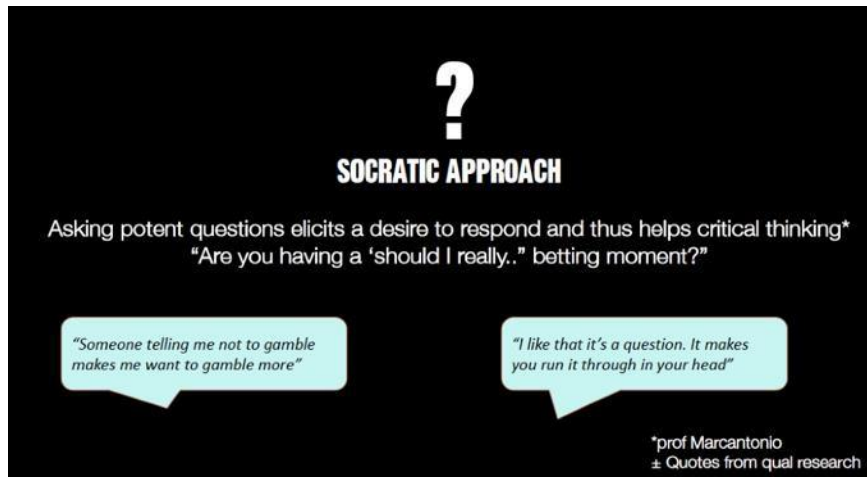 ?
SOCRATIC APPROACH
Asking potent questions elicits a desire to respond and thus helps critical thinking*
“Are you having a ‘should I really..” betting moment?”
“Someone telling me not to gamble
makes me want to gamble more”
“I like that it’s a question. It makes
you run it through in your head”
*prof Marcantonio
± Quotes from qual research